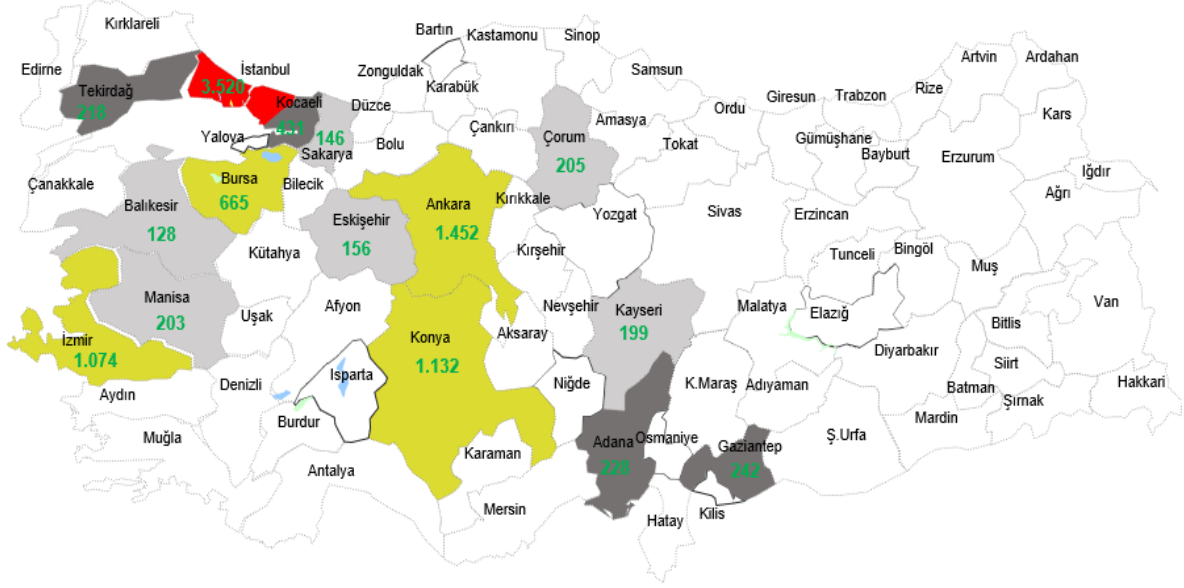 Kırklareli
Bartın
Kastamonu
Sinop
Edirne
İstanbul
Zonguldak
Samsun
Artvin
Ardahan
Tekirdağ
3.520
Karabük
Giresun
Trabzon
Rize
218
Kocaeli
Düzce
Ordu
Kars
431
Çankırı
Amasya
Yalova
146
Bolu
Çorum
Tokat
Gümüşhane
Sakarya
205
Bayburt
Erzurum
Çanakkale
Bursa
Bilecik
Iğdır
Balıkesir
665
Ankara
Kırıkkale
Ağrı
128
Eskişehir
1.452
Yozgat
Sivas
Erzincan
156
Kütahya
Kırşehir
Tunceli
Bingöl
Muş
Manisa
Afyon
Nevşehir
Kayseri
Malatya
Van
203
Uşak
Konya
Aksaray
199
Elazığ
Bitlis
İzmir
1.132
Diyarbakır
Siirt
1.074
Isparta
Niğde
K.Maraş
Adıyaman
Batman
Hakkari
Aydın
Denizli
Şırnak
Burdur
Mardin
Muğla
Adana
Osmaniye
Gaziantep
Ş.Urfa
Antalya
Karaman
228
242
Mersin
Hatay
Kilis